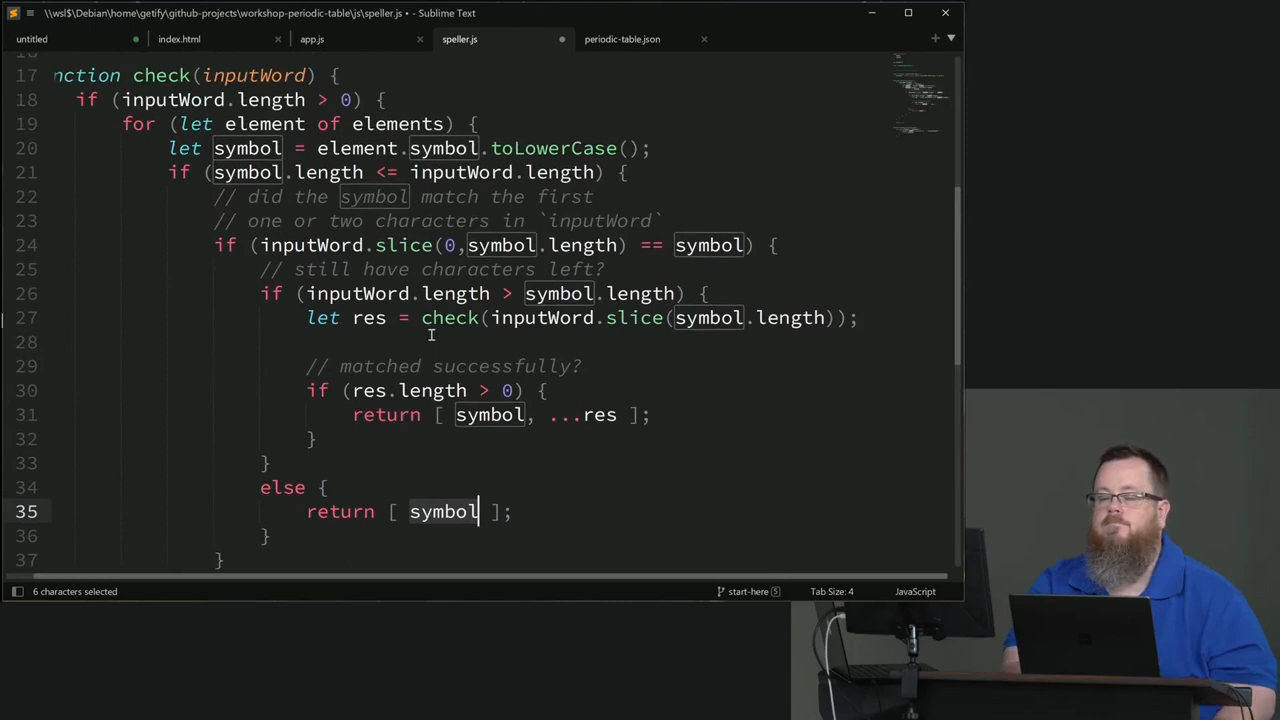 \\wsl$\Debian\home\getify\github-projects\workshop-periodic-table\js\speller.js • - Sublime Text
untitled
index.html
app.js
speller.js
periodic-table.json
17 nction check(inputWord) {
18 if (inputWord.length > 0) {
19 for (let element of elements) {
20 let symbol = element.symbol.toLowerCase();
21 if (symbol.length <= inputWord.length) {
22 // did the symbol match the first
23 // one or two characters in `inputWord`
24 if (inputWord.slice(0,symbol.length) == symbol) {
25 // still have characters left?
26 if (inputWord.length > symbol.length) {
27 let res = check(inputWord.slice(symbol.length));
28
29 // matched successfully?
30 if (res.length > 0) {
31 return [ symbol, ...res ];
32 }
33 }
34 else {
35 return [ symbol ];
36 }
37 }
6 characters selected
start-here 5
Tab Size: 4
JavaScript